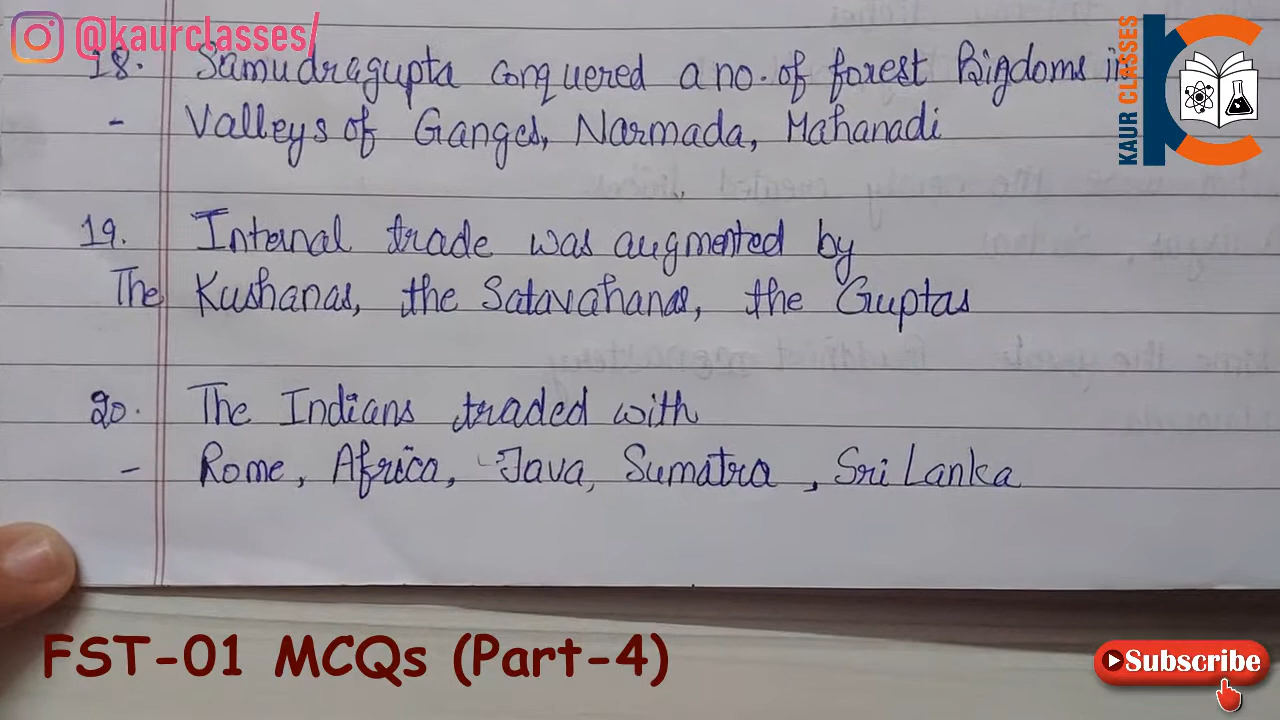 @kaurclasses/
18. Samudragupta conquered a no. of forest Kigdoms in
- Valleys of Ganges, Narmada, Mahanadi
19. Internal trade was augmented by
The Kushanas, the Satavahanas, the Guptas
20. The Indians traded with
- Rome, Africa, Java, Sumatra, Sri Lanka
KAUR CLASSES
FST-01 MCQs (Part-4)
Subscribe